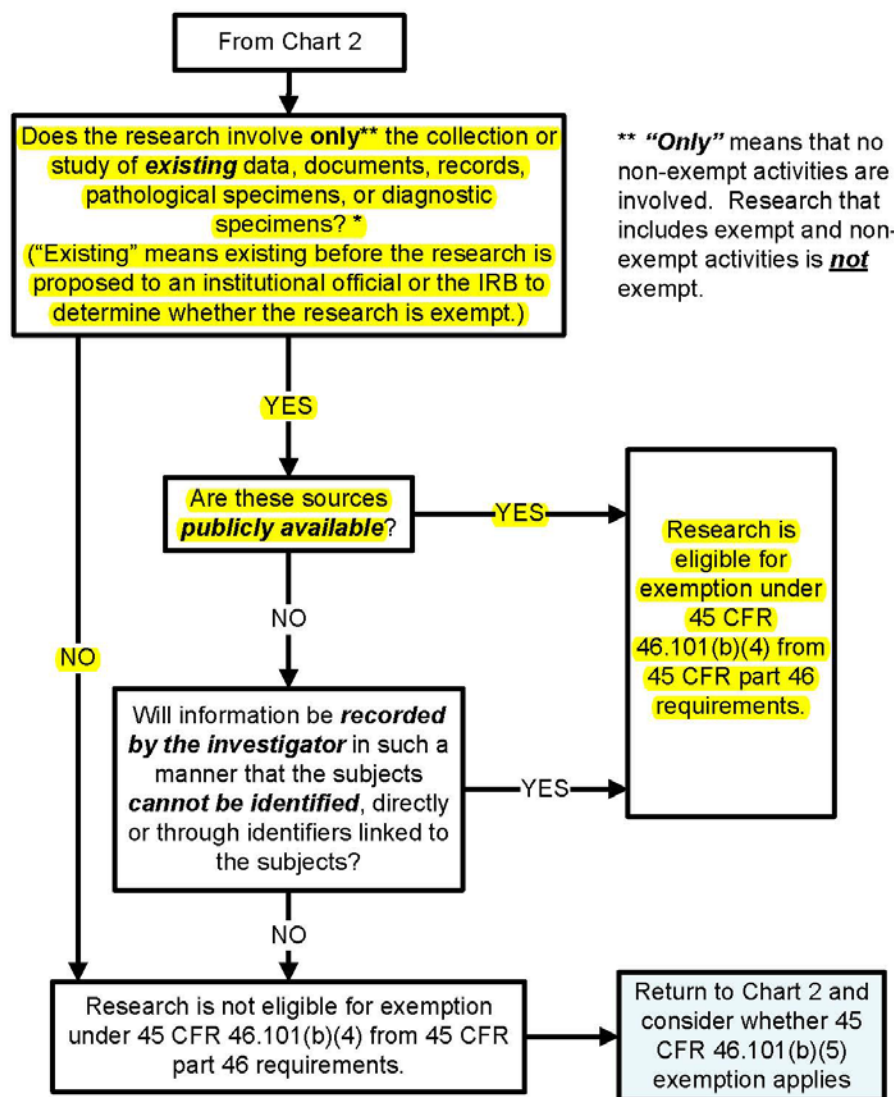 From Chart 2
Does the research involve only** the collection or
study of existing data, documents, records,
pathological specimens, or diagnostic
specimens? *
(“Existing” means existing before the research is
proposed to an institutional official or the IRB to
determine whether the research is exempt.)
** “Only” means that no
non-exempt activities are
involved. Research that
includes exempt and non-
exempt activities is not
exempt.
YES
Are these sources
publicly available?
YES
Research is
eligible for
exemption under
45 CFR
46.101(b)(4) from
45 CFR part 46
requirements.
NO
NO
Will information be recorded
by the investigator in such a
manner that the subjects
cannot be identified, directly
or through identifiers linked to
the subjects?
YES
NO
Research is not eligible for exemption
under 45 CFR 46.101(b)(4) from 45 CFR
part 46 requirements.
Return to Chart 2 and
consider whether 45
CFR 46.101(b)(5)
exemption applies